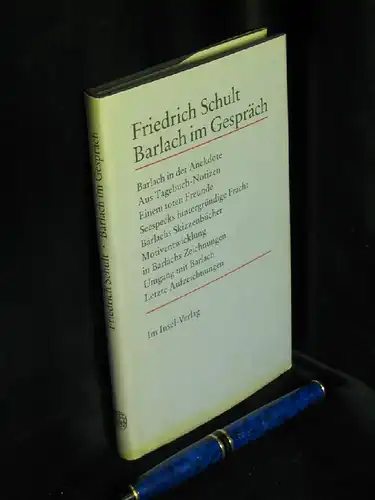 Friedrich Schult
Barlach im Gespräch
Barlach in der Anekdote
Aus Tagebuch-Notizen
Einem toten Freunde
Seespecks hintergründige Fracht
Barlachs Skizzenbücher
Motiventwicklung
in Barlachs Zeichnungen
Umgang mit Barlach
Letzte Aufzeichnungen
Im Insel-Verlag
Friedrich Schult · Barlach im Gespräch